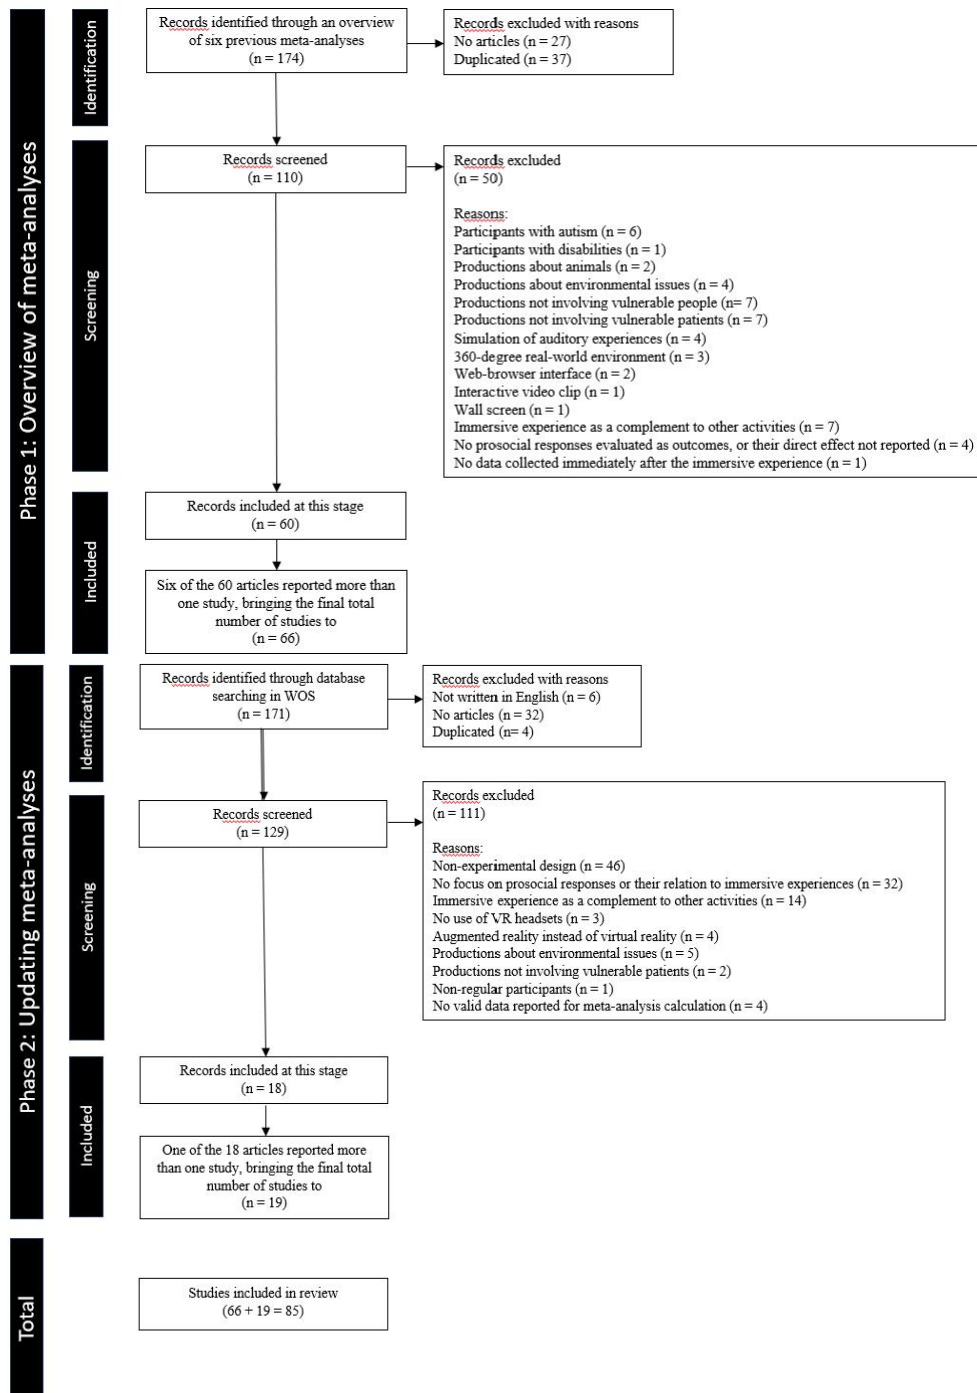 Phase 1: Overview of meta-analyses
Identification
Records identified through an overview
of six previous meta-analyses
(n = 174)
Records excluded with reasons
No articles (n = 27)
Duplicated (n = 37)
Screening
Records screened
(n = 110)
Records excluded
(n = 50)
Reasons:
Participants with autism (n = 6)
Participants with disabilities (n = 1)
Productions about animals (n = 2)
Productions about environmental issues (n = 4)
Productions not involving vulnerable people (n= 7)
Productions not involving vulnerable patients (n = 7)
Simulation of auditory experiences (n = 4)
360-degree real-world environment (n = 3)
Web-browser interface (n = 2)
Interactive video clip (n = 1)
Wall screen (n = 1)
Immersive experience as a complement to other activities (n = 7)
No prosocial responses evaluated as outcomes, or their direct effect not reported (n = 4)
No data collected immediately after the immersive experience (n = 1)
Included
Records included at this stage
(n = 60)
Six of the 60 articles reported more
than one study, bringing the final total
number of studies to
(n = 66)
Phase 2: Updating meta-analyses
Identification
Records identified through database
searching in WOS
(n = 171)
Records excluded with reasons
Not written in English (n = 6)
No articles (n = 32)
Duplicated (n= 4)
Screening
Records screened
(n = 129)
Records excluded
(n = 111)
Reasons:
Non-experimental design (n = 46)
No focus on prosocial responses or their relation to immersive experiences (n = 32)
Immersive experience as a complement to other activities (n = 14)
No use of VR headsets (n = 3)
Augmented reality instead of virtual reality (n = 4)
Productions about environmental issues (n = 5)
Productions not involving vulnerable patients (n = 2)
Non-regular participants (n = 1)
No valid data reported for meta-analysis calculation (n = 4)
Included
Records included at this stage
(n = 18)
One of the 18 articles reported more
than one study, bringing the final total
number of studies to
(n = 19)
Total
Studies included in review
(66 + 19 = 85)